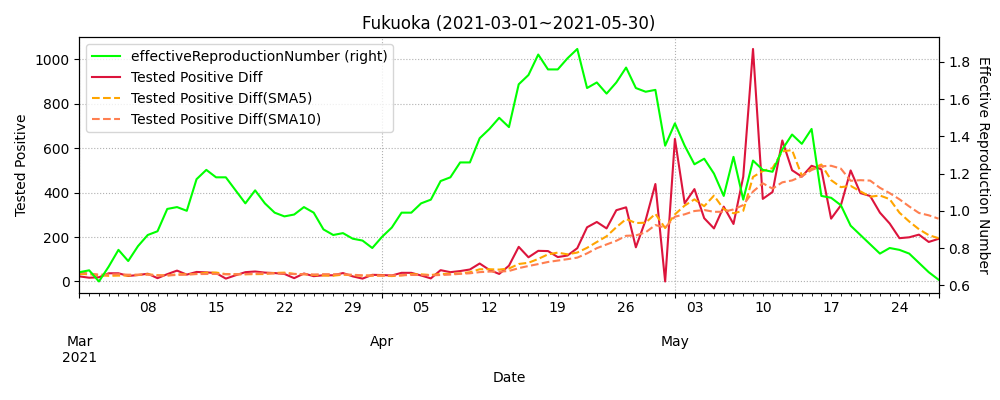 Fukuoka (2021-03-01~2021-05-30)
effectiveReproductionNumber (right)
Tested Positive Diff
Tested Positive Diff(SMA5)
Tested Positive Diff(SMA10)
Tested Positive
1000
800
600
400
200
0
Effective Reproduction Number
1.8
1.6
1.4
1.2
1.0
0.8
0.6
08 15 22 29 05 12 19 26 03 10 17 24
Mar Apr May
2021
Date